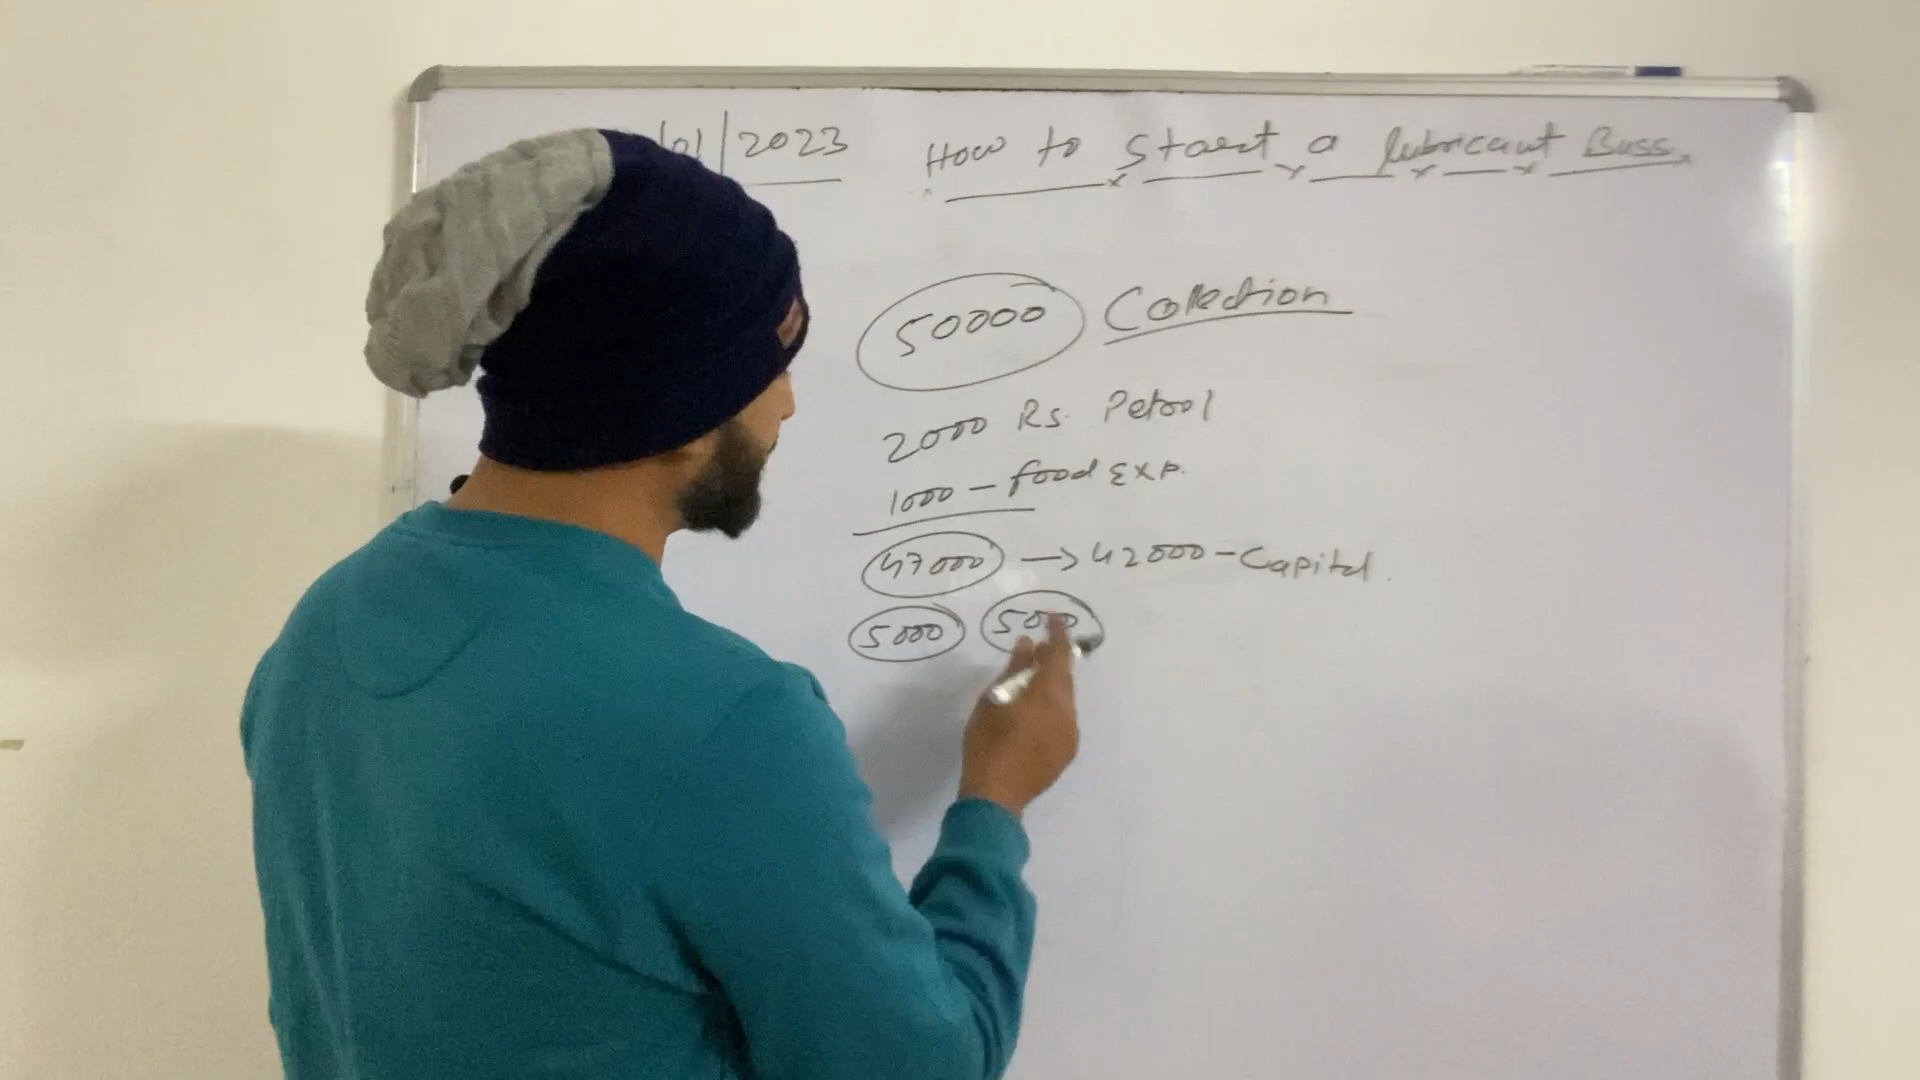 /01/2023 How to Start a lubricant Buss.
50000 Collection
2000 Rs. Petrol
1000 - food Exp.
47000 → 42000 - Capital.
5000 5000